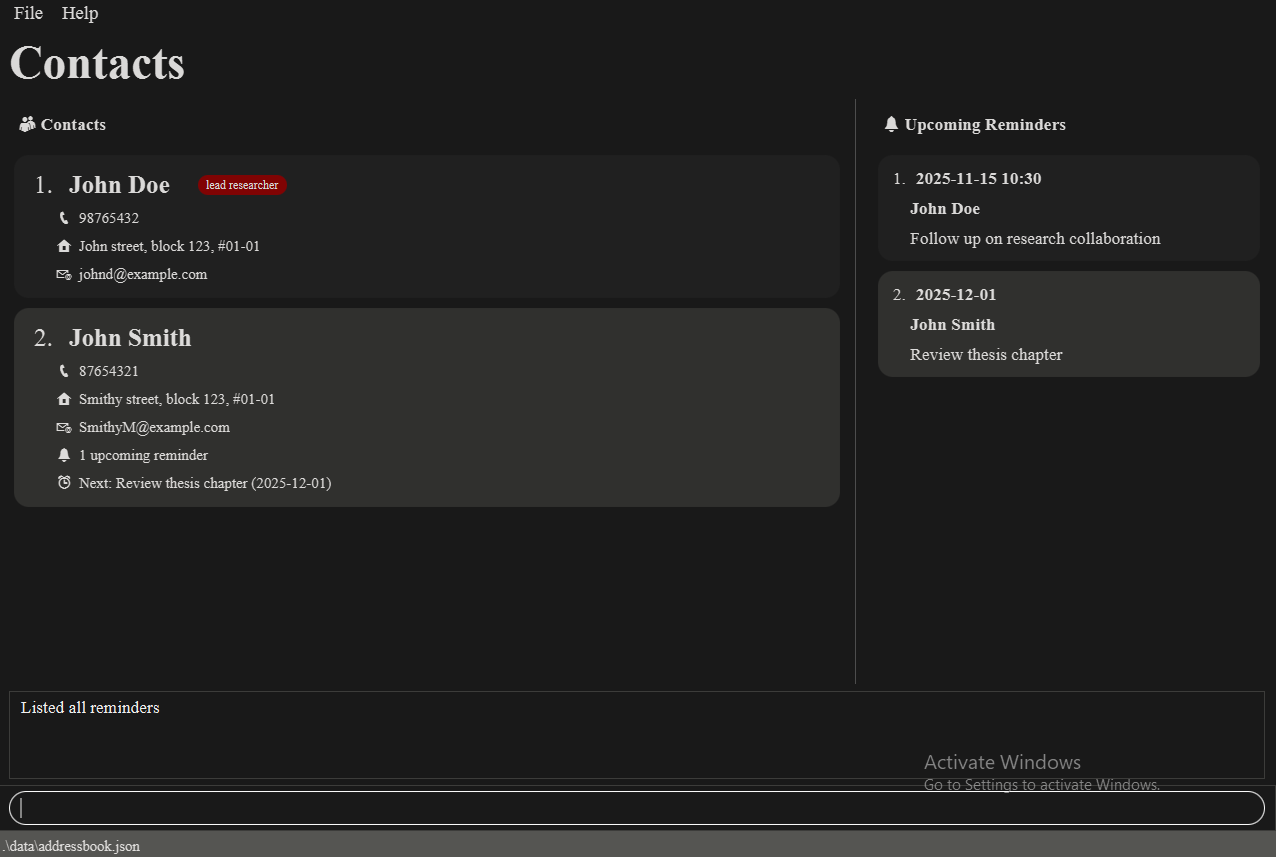 File Help
Contacts
Contacts
1. John Doe lead researcher
98765432
John street, block 123, #01-01
johnd@example.com
2. John Smith
87654321
Smithy street, block 123, #01-01
SmithyM@example.com
1 upcoming reminder
Next: Review thesis chapter (2025-12-01)
Upcoming Reminders
1. 2025-11-15 10:30
John Doe
Follow up on research collaboration
2. 2025-12-01
John Smith
Review thesis chapter
Listed all reminders
Activate Windows
Go to Settings to activate Windows.
.\data\addressbook.json